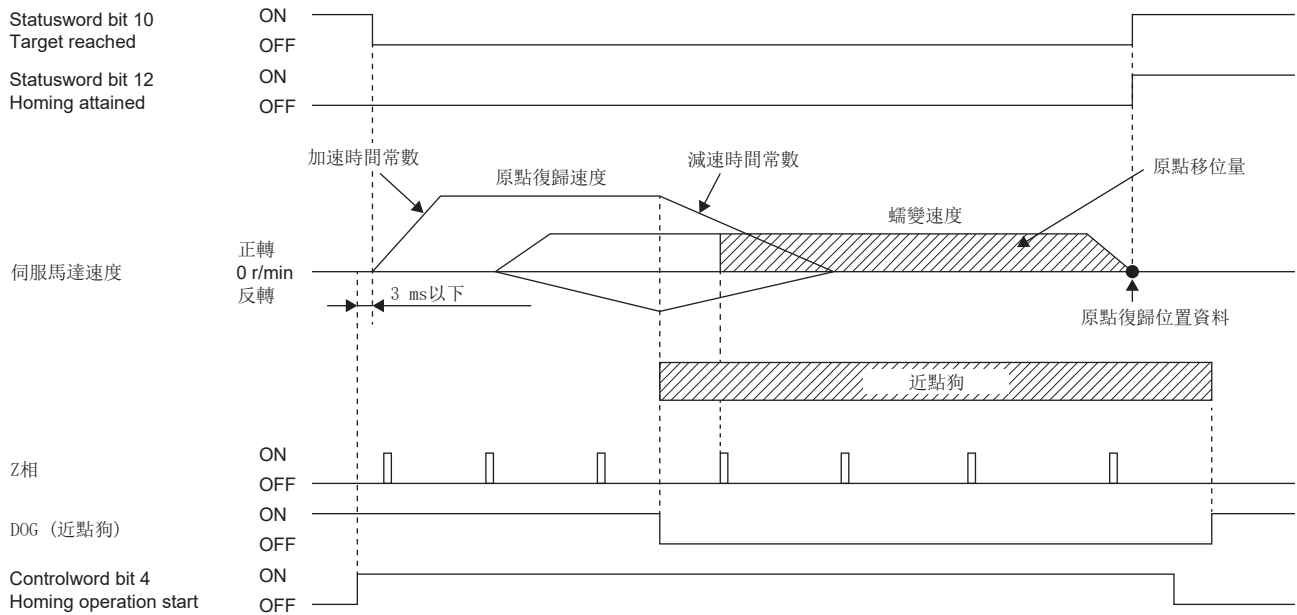 Statusword bit 10
Target reached
ON
OFF
Statusword bit 12
Homing attained
ON
OFF
加速時間常數
原點復歸速度
減速時間常數
原點移位量
蠕變速度
伺服馬達速度
正轉
0 r/min
反轉
3 ms以下
原點復歸位置資料
近點狗
Z相
ON
OFF
DOG (近點狗)
ON
OFF
Controlword bit 4
Homing operation start
ON
OFF